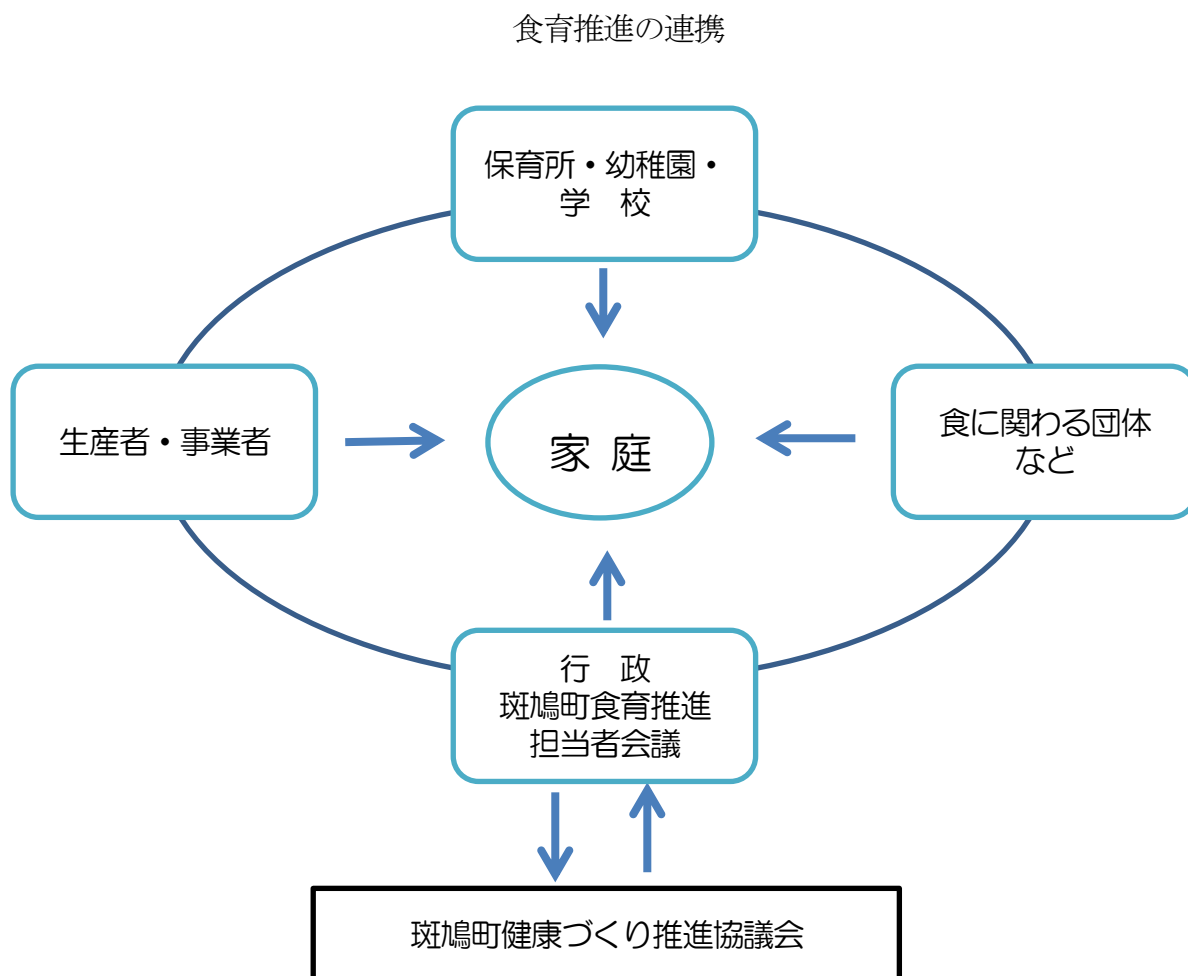 食育推進の連携
保育所・幼稚園・
学　校
生産者・事業者
家 庭
食に関わる団体
など
行　政
斑鳩町食育推進
担当者会議
斑鳩町健康づくり推進協議会